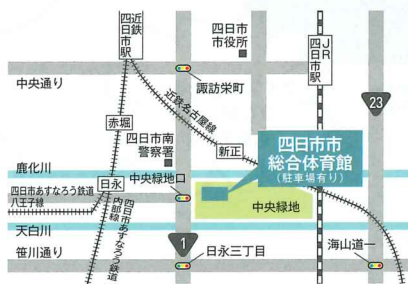 近鉄
四日市駅
四日市
市役所
JR
四日市駅
中央通り
諏訪栄町
23
近鉄名古屋線
赤堀
四日市南
警察署
新正
四日市市
総合体育館
（駐車場有り）
鹿化川
日永
中央緑地口
四日市あすなろう鉄道
八王子線
中央緑地
四日市あすなろう鉄道
内部線
天白川
1
笹川通り
日永三丁目
海山道